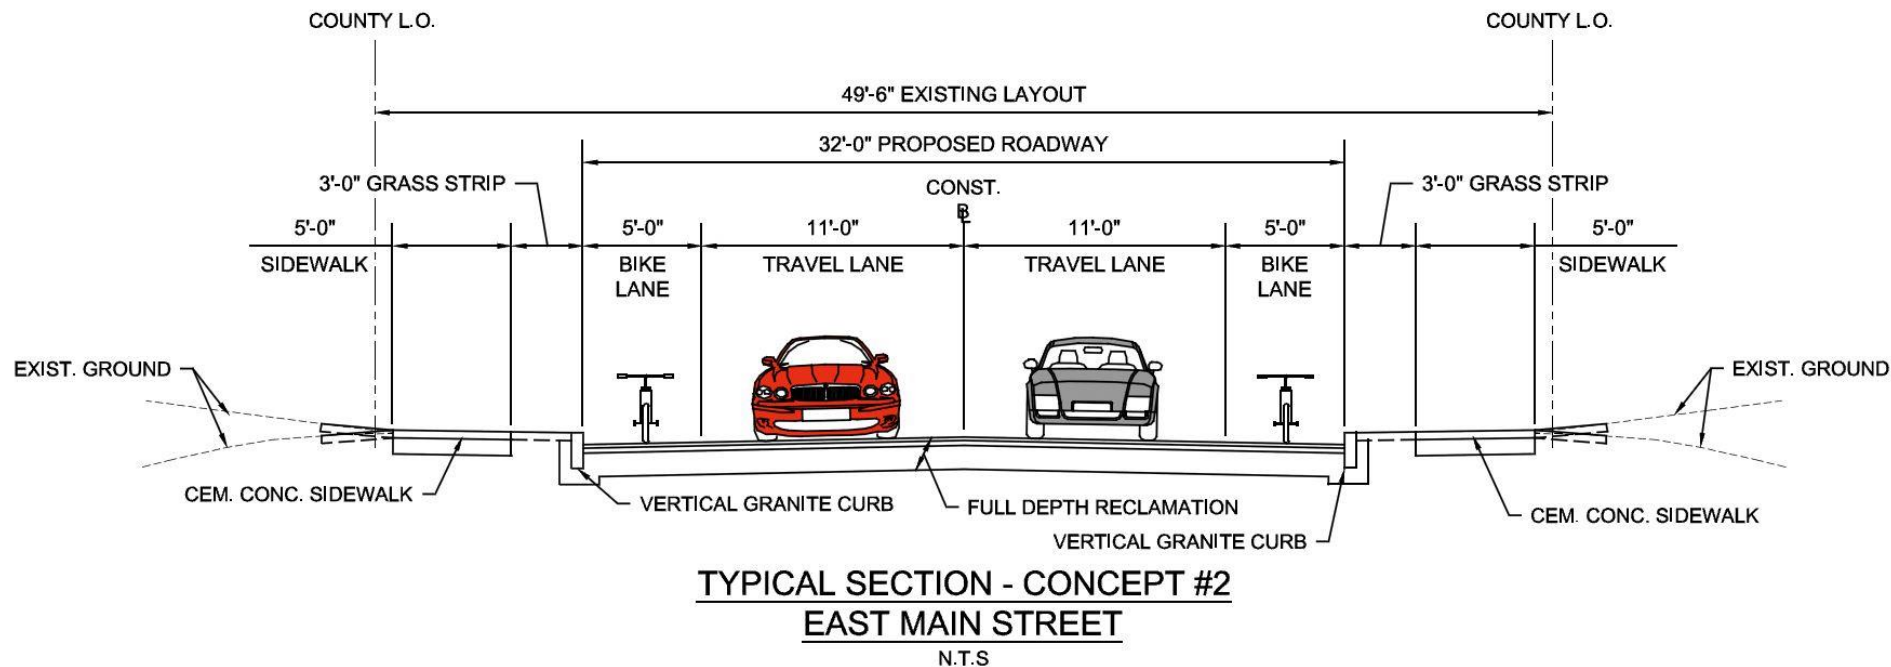 COUNTY L.O.
COUNTY L.O.
49'-6" EXISTING LAYOUT
32'-0" PROPOSED ROADWAY
3'-0" GRASS STRIP
CONST.
BL
3'-0" GRASS STRIP
5'-0"
5'-0"
11'-0"
11'-0"
5'-0"
5'-0"
SIDEWALK
BIKE
LANE
TRAVEL LANE
TRAVEL LANE
BIKE
LANE
SIDEWALK
EXIST. GROUND
EXIST. GROUND
CEM. CONC. SIDEWALK
VERTICAL GRANITE CURB
FULL DEPTH RECLAMATION
CEM. CONC. SIDEWALK
VERTICAL GRANITE CURB
TYPICAL SECTION - CONCEPT #2
EAST MAIN STREET
N.T.S